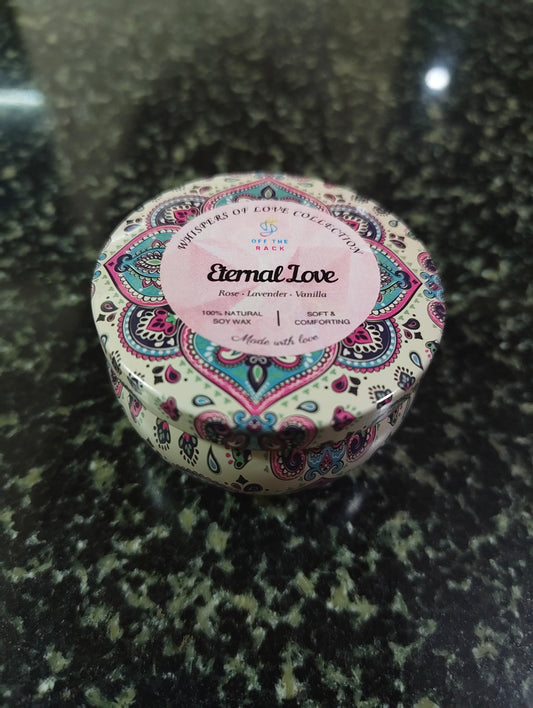 WHISPERS OF LOVE COLLECTION
OFF THE
RACK
Eternal Love
Rose · Lavender · Vanilla
100% NATURAL
SOY WAX
|
SOFT &
COMFORTING
Made with love